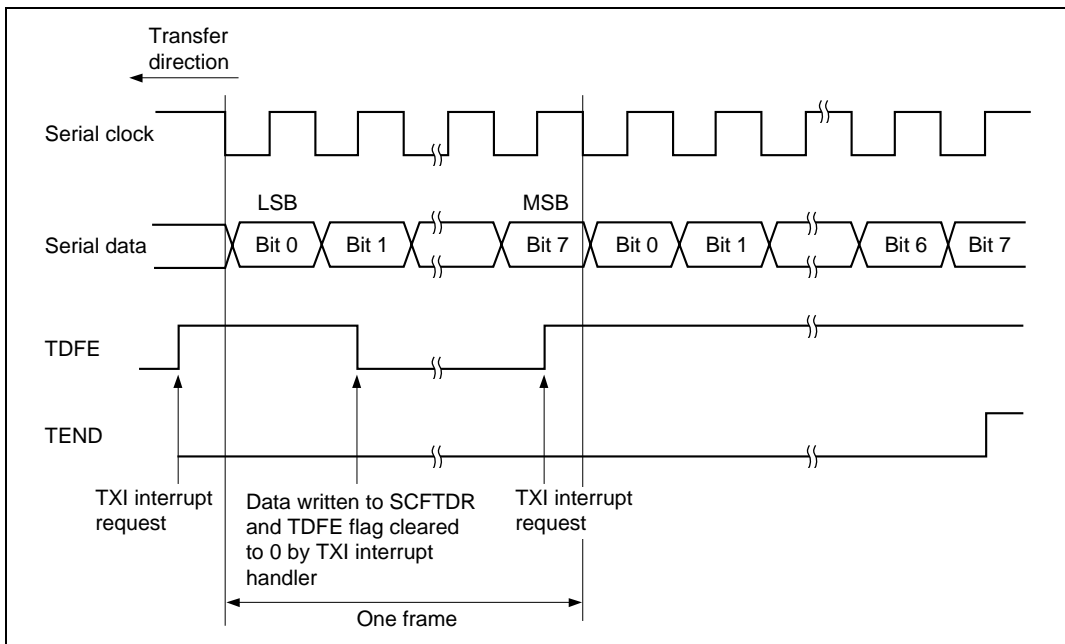 Transfer
direction
Serial clock
LSB
MSB
Serial data
Bit 0
Bit 1
Bit 7
Bit 0
Bit 1
Bit 6
Bit 7
TDFE
TEND
TXI interrupt
request
Data written to SCFTDR
and TDFE flag cleared
to 0 by TXI interrupt
handler
TXI interrupt
request
One frame